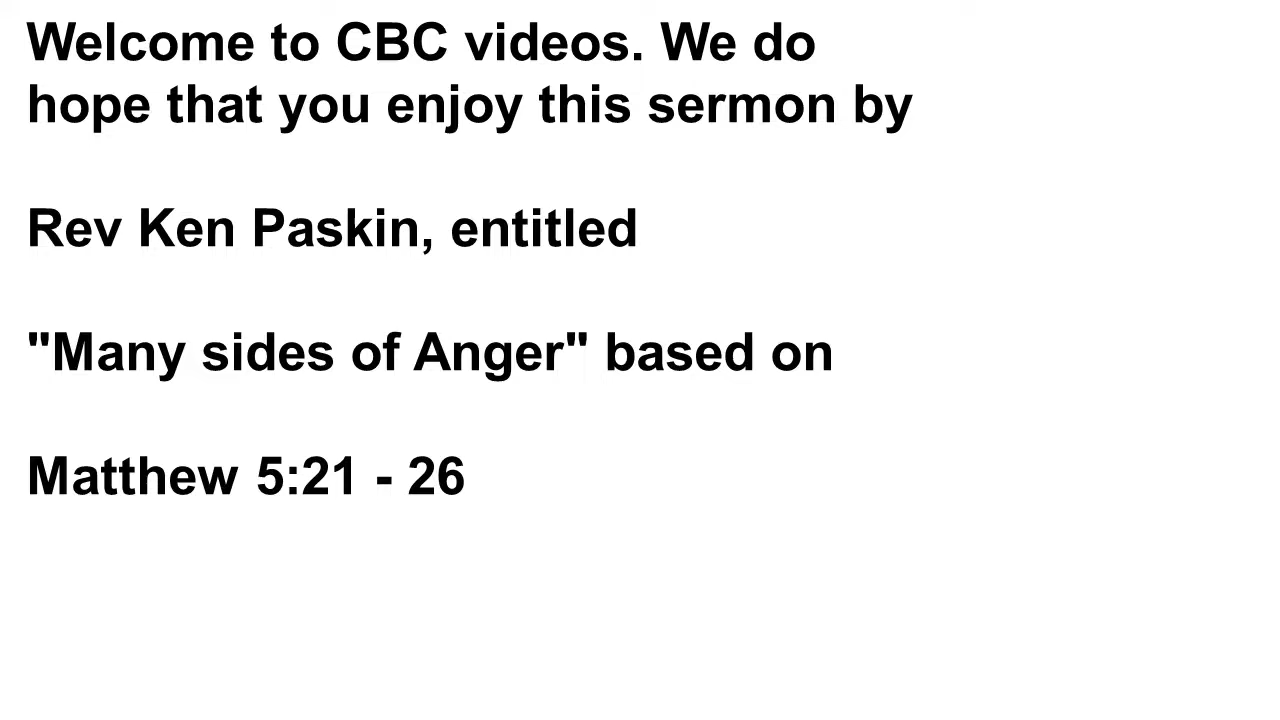 Welcome to CBC videos. We do
hope that you enjoy this sermon by
Rev Ken Paskin, entitled
"Many sides of Anger" based on
Matthew 5:21 - 26